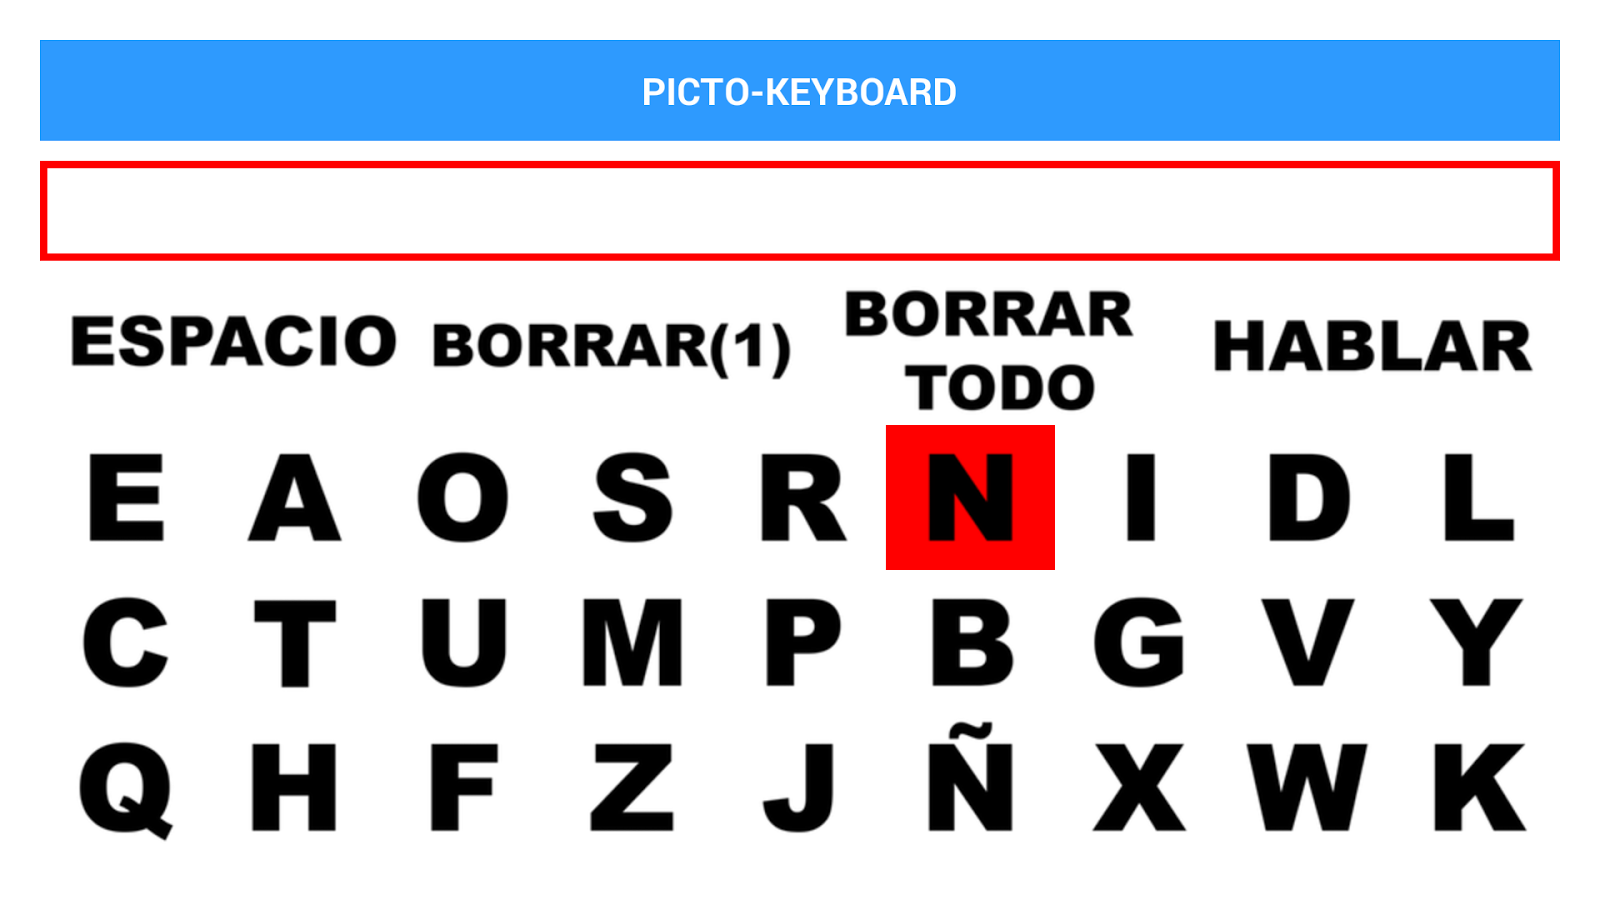 PICTO-KEYBOARD
ESPACIO BORRAR(1) BORRAR TODO HABLAR
E A O S R N I D L
C T U M P B G V Y
Q H F Z J Ñ X W K